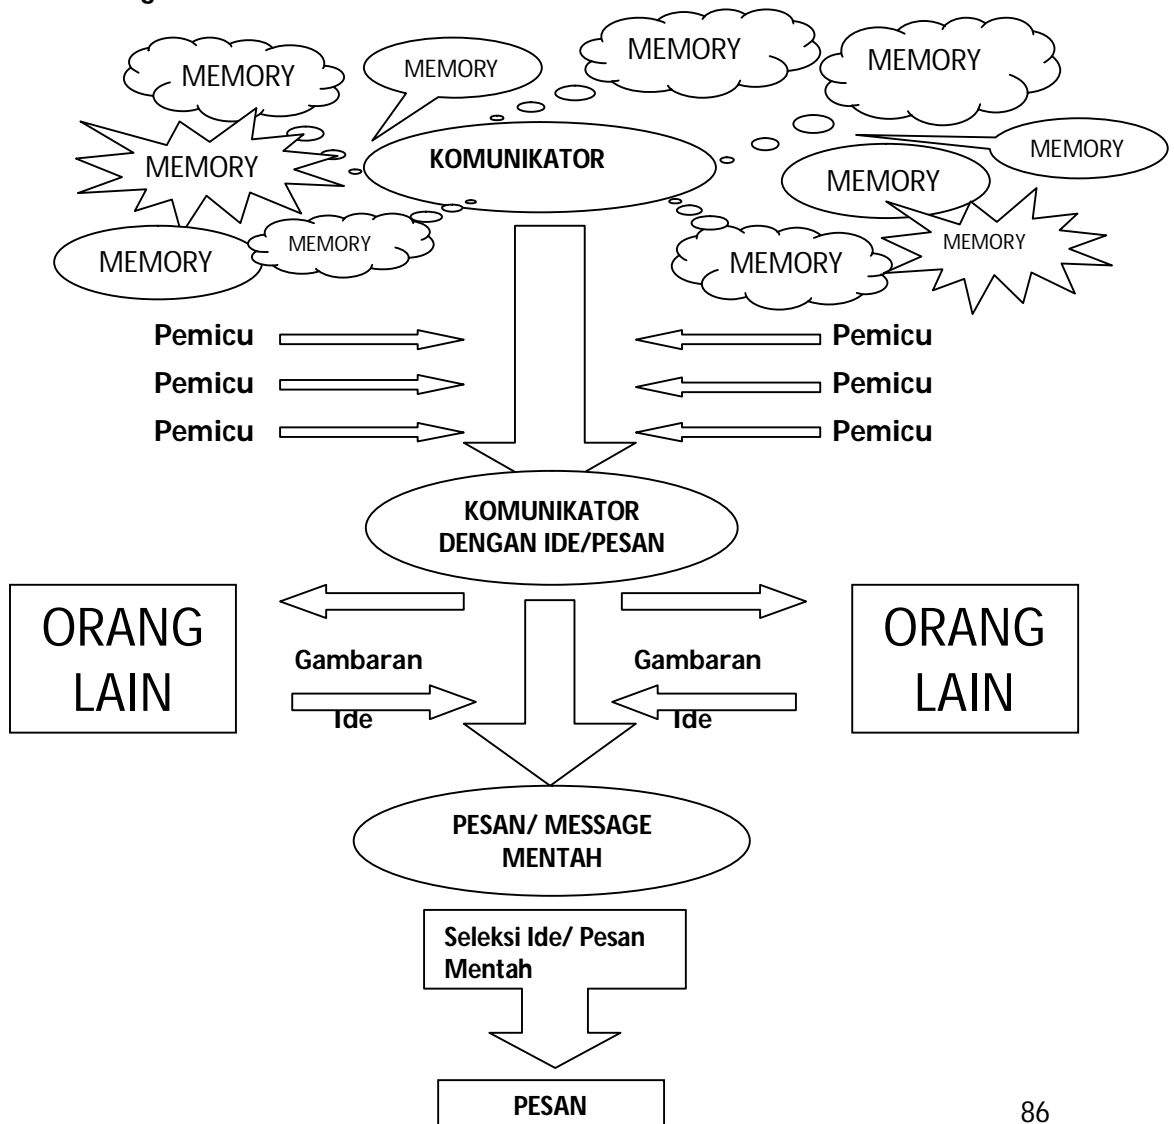 MEMORY
MEMORY
MEMORY
MEMORY
MEMORY
KOMUNIKATOR
MEMORY
MEMORY
MEMORY
MEMORY
MEMORY
MEMORY
Pemicu
Pemicu
Pemicu
Pemicu
Pemicu
Pemicu
KOMUNIKATOR
DENGAN IDE/PESAN
ORANG
LAIN
Gambaran
Ide
Gambaran
Ide
ORANG
LAIN
PESAN/ MESSAGE
MENTAH
Seleksi Ide/ Pesan
Mentah
PESAN
86